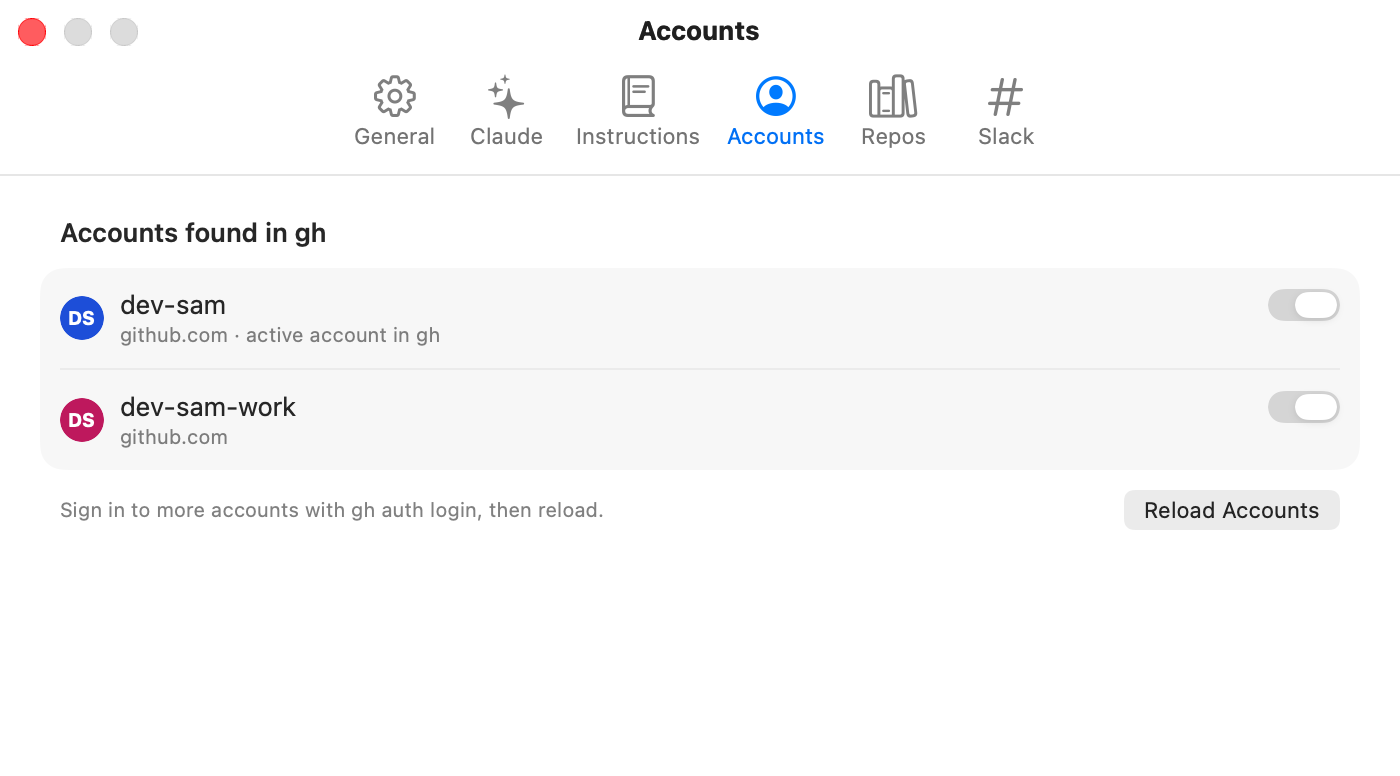 Accounts
General
Claude
Instructions
Accounts
Repos
Slack
Accounts found in gh
DS
dev-sam
github.com · active account in gh
DS
dev-sam-work
github.com
Sign in to more accounts with gh auth login, then reload.
Reload Accounts